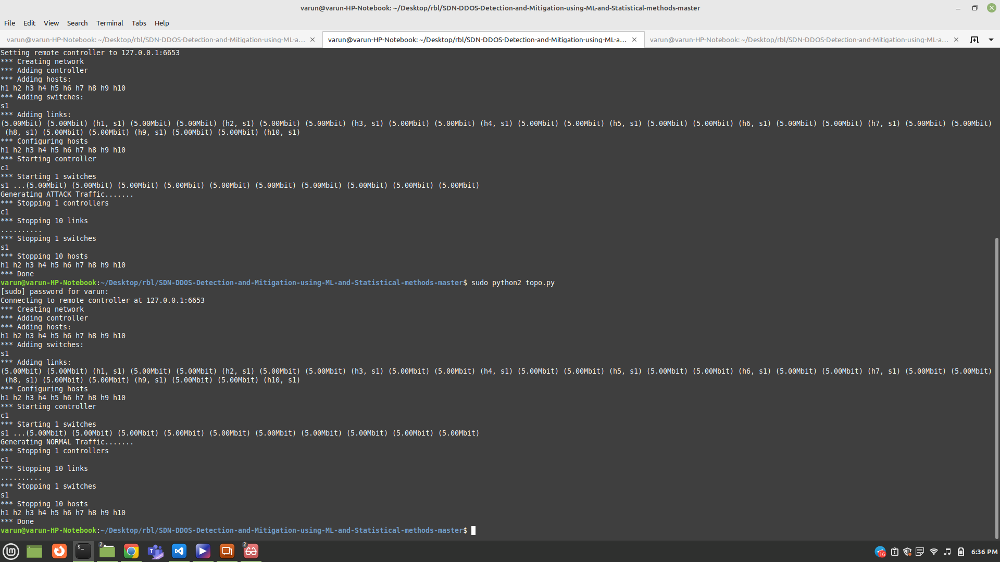 varun@varun-HP-Notebook: ~/Desktop/rbl/SDN-DDOS-Detection-and-Mitigation-using-ML-and-Statistical-methods-master
File Edit View Search Terminal Tabs Help
varun@varun-HP-Notebook: ~/Desktop/rbl/SDN-DDOS-Detection-and-Mitigation-using-ML-a... × varun@varun-HP-Notebook: ~/Desktop/rbl/SDN-DDOS-Detection-and-Mitigation-using-ML-a... × varun@varun-HP-Notebook: ~/Desktop/rbl/SDN-DDOS-Detection-and-Mitigation-using-ML-a... ×
Setting remote controller to 127.0.0.1:6653
*** Creating network
*** Adding controller
*** Adding hosts:
h1 h2 h3 h4 h5 h6 h7 h8 h9 h10
*** Adding switches:
s1
*** Adding links:
(5.00Mbit) (5.00Mbit) (h1, s1) (5.00Mbit) (5.00Mbit) (h2, s1) (5.00Mbit) (5.00Mbit) (h3, s1) (5.00Mbit) (5.00Mbit) (h4, s1) (5.00Mbit) (5.00Mbit) (h5, s1) (5.00Mbit) (5.00Mbit) (h6, s1) (5.00Mbit) (5.00Mbit) (h7, s1) (5.00Mbit) (5.00Mbit)
(h8, s1) (5.00Mbit) (5.00Mbit) (h9, s1) (5.00Mbit) (5.00Mbit) (h10, s1)
*** Configuring hosts
h1 h2 h3 h4 h5 h6 h7 h8 h9 h10
*** Starting controller
c1
*** Starting 1 switches
s1 ...(5.00Mbit) (5.00Mbit) (5.00Mbit) (5.00Mbit) (5.00Mbit) (5.00Mbit) (5.00Mbit) (5.00Mbit) (5.00Mbit) (5.00Mbit)
Generating ATTACK Traffic.......
*** Stopping 1 controllers
c1
*** Stopping 10 links
..........
*** Stopping 1 switches
s1
*** Stopping 10 hosts
h1 h2 h3 h4 h5 h6 h7 h8 h9 h10
*** Done
varun@varun-HP-Notebook:~/Desktop/rbl/SDN-DDOS-Detection-and-Mitigation-using-ML-and-Statistical-methods-master$ sudo python2 topo.py
[sudo] password for varun:
Connecting to remote controller at 127.0.0.1:6653
*** Creating network
*** Adding controller
*** Adding hosts:
h1 h2 h3 h4 h5 h6 h7 h8 h9 h10
*** Adding switches:
s1
*** Adding links:
(5.00Mbit) (5.00Mbit) (h1, s1) (5.00Mbit) (5.00Mbit) (h2, s1) (5.00Mbit) (5.00Mbit) (h3, s1) (5.00Mbit) (5.00Mbit) (h4, s1) (5.00Mbit) (5.00Mbit) (h5, s1) (5.00Mbit) (5.00Mbit) (h6, s1) (5.00Mbit) (5.00Mbit) (h7, s1) (5.00Mbit) (5.00Mbit)
(h8, s1) (5.00Mbit) (5.00Mbit) (h9, s1) (5.00Mbit) (5.00Mbit) (h10, s1)
*** Configuring hosts
h1 h2 h3 h4 h5 h6 h7 h8 h9 h10
*** Starting controller
c1
*** Starting 1 switches
s1 ...(5.00Mbit) (5.00Mbit) (5.00Mbit) (5.00Mbit) (5.00Mbit) (5.00Mbit) (5.00Mbit) (5.00Mbit) (5.00Mbit) (5.00Mbit)
Generating NORMAL Traffic.......
*** Stopping 1 controllers
c1
*** Stopping 10 links
..........
*** Stopping 1 switches
s1
*** Stopping 10 hosts
h1 h2 h3 h4 h5 h6 h7 h8 h9 h10
*** Done
varun@varun-HP-Notebook:~/Desktop/rbl/SDN-DDOS-Detection-and-Mitigation-using-ML-and-Statistical-methods-master$
2 2 16 6:36 PM